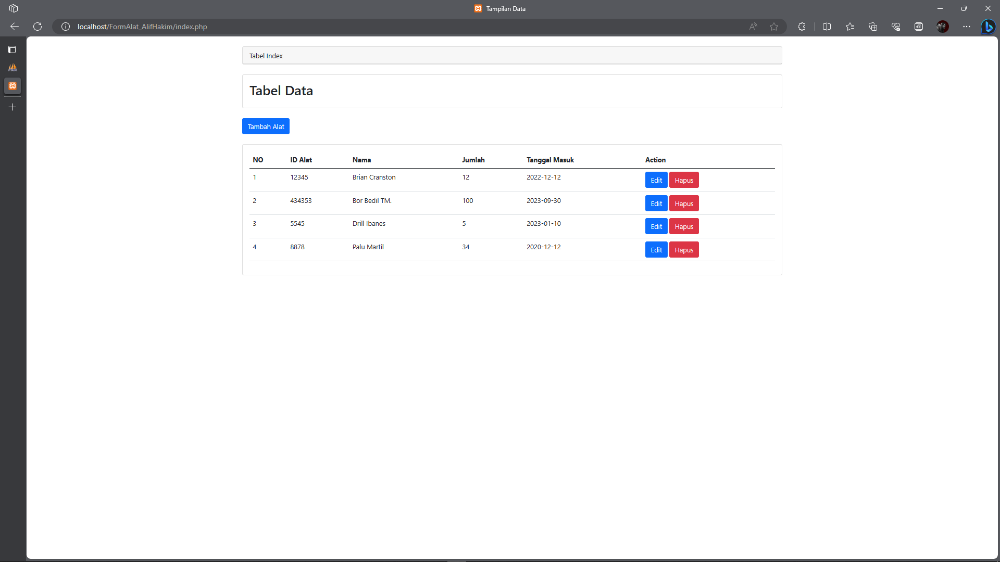 Tampilan Data
localhost/FormAlat_AlifHakim/index.php
Tabel Index
Tabel Data
Tambah Alat
NO ID Alat Nama Jumlah Tanggal Masuk Action
1 12345 Brian Cranston 12 2022-12-12 Edit Hapus
2 434353 Bor Bedil TM. 100 2023-09-30 Edit Hapus
3 5545 Drill Ibanes 5 2023-01-10 Edit Hapus
4 8878 Palu Martil 34 2020-12-12 Edit Hapus